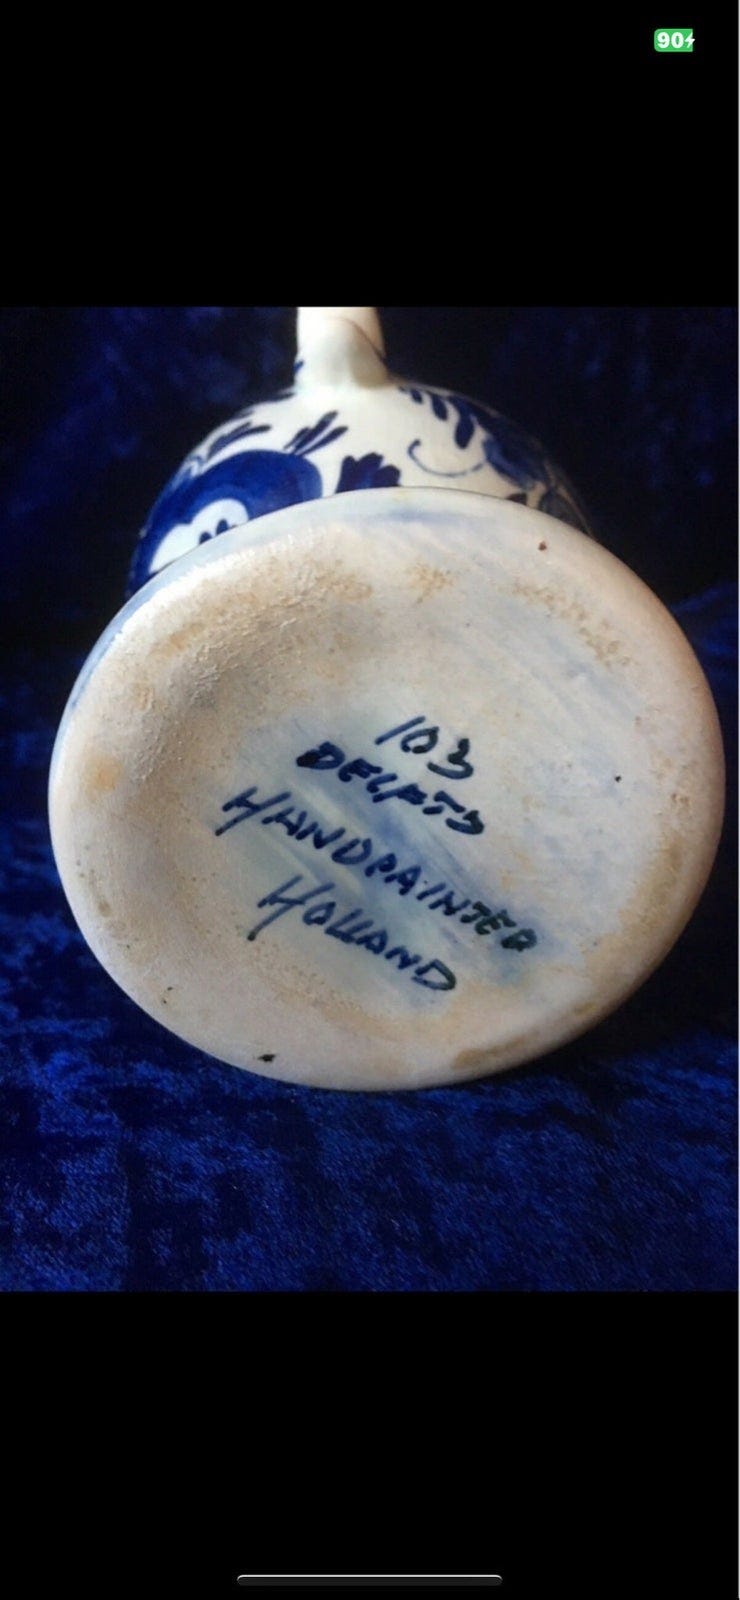 90
103
DELFTS
HANDPAINTED
HOLLAND